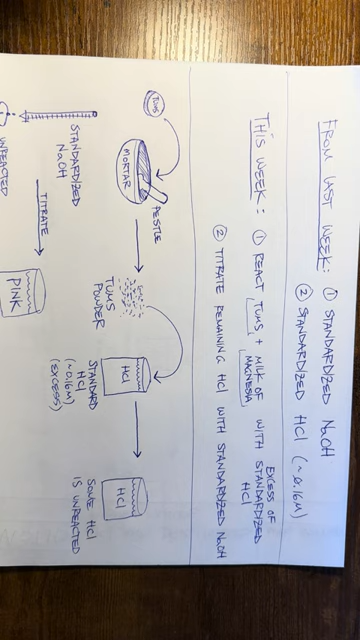 FROM LAST WEEK: ① STANDARDIZED NaOH
② STANDARDIZED HCl (~0.16M)
THIS WEEK: ① REACT TUMS + MILK OF MAGNESIA WITH EXCESS OF STANDARDIZED HCl
② TITRATE REMAINING HCl WITH STANDARDIZED NaOH
TUMS
PESTLE
MORTAR
TUMS
POWDER
HCl
STANDARD
HCl
(~0.16M)
(EXCESS)
HCl
SOME HCl
IS UNREACTED
STANDARDIZED
NaOH
TITRATE
PINK
UNREACTED